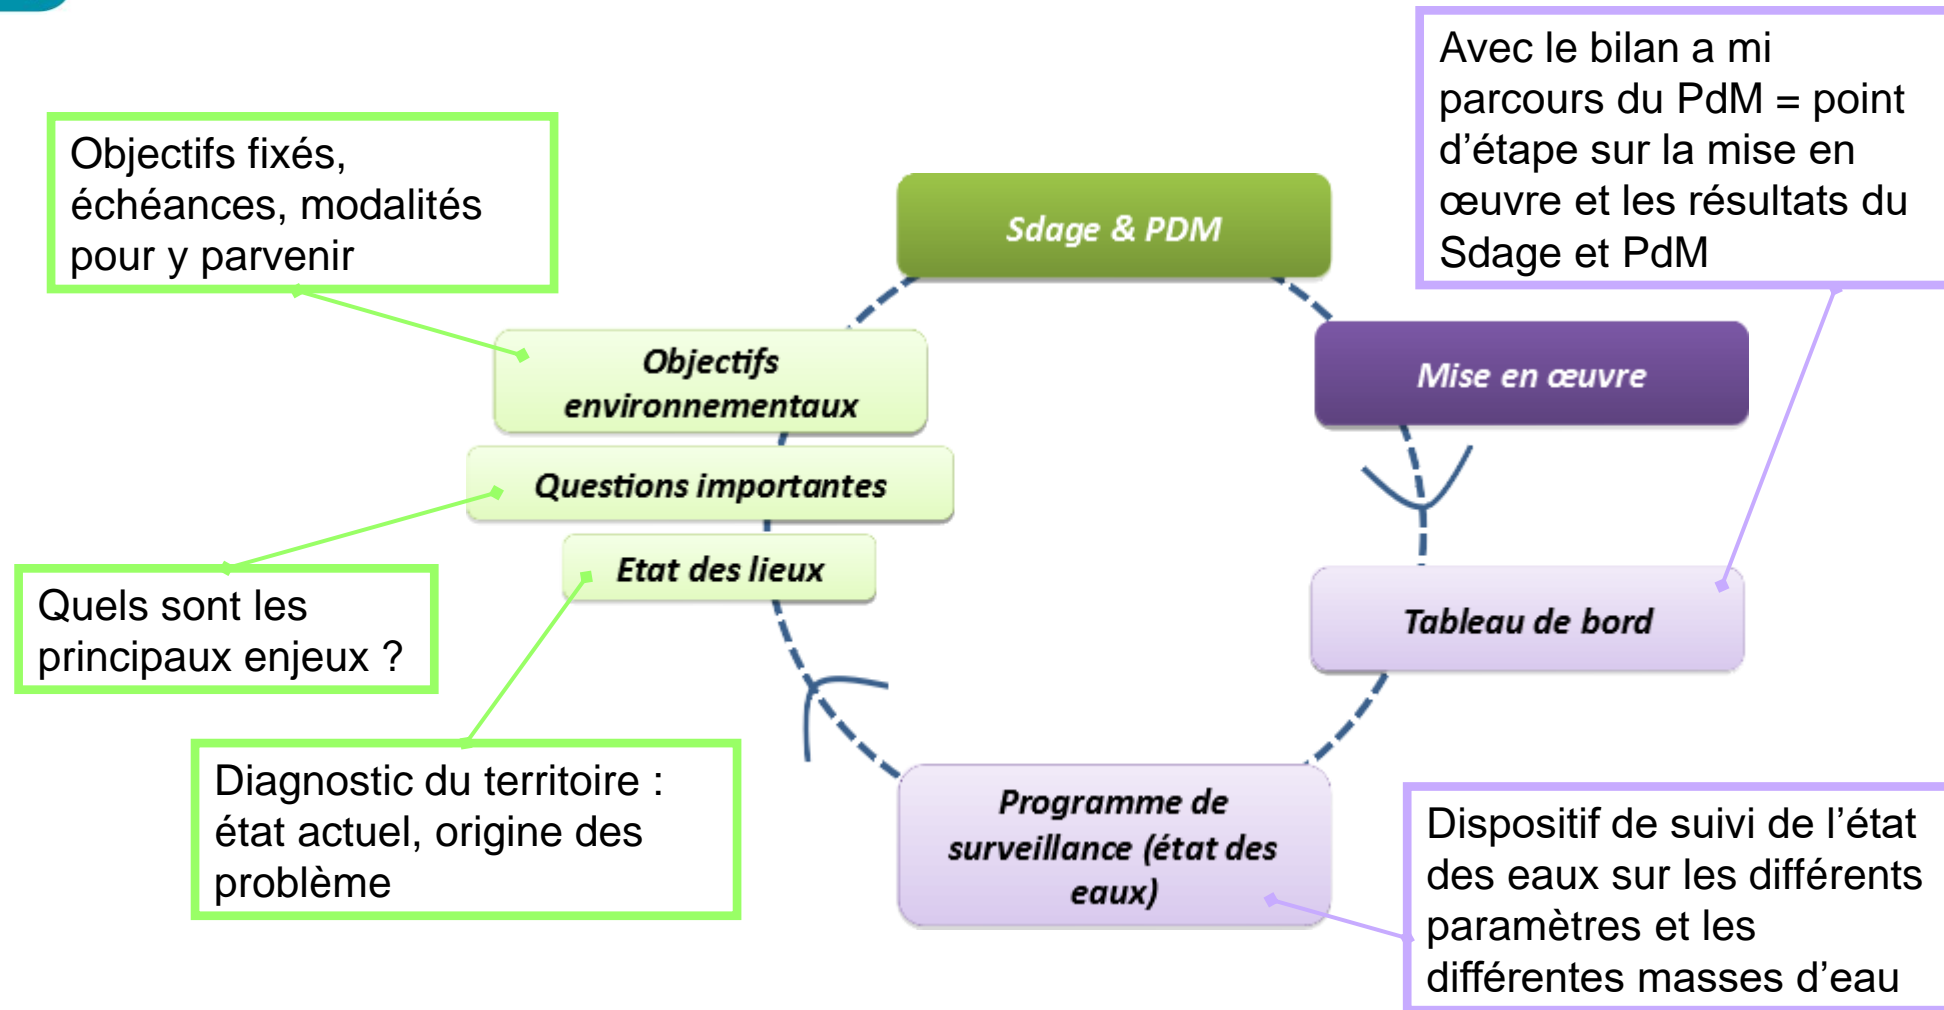 Avec le bilan a mi
parcours du PdM = point
d’étape sur la mise en
œuvre et les résultats du
Sdage et PdM
Objectifs fixés,
échéances, modalités
pour y parvenir
Sdage & PDM
Objectifs
environnementaux
Mise en œuvre
Questions importantes
Etat des lieux
Quels sont les
principaux enjeux ?
Tableau de bord
Diagnostic du territoire :
état actuel, origine des
problème
Programme de
surveillance (état des
eaux)
Dispositif de suivi de l’état
des eaux sur les différents
paramètres et les
différentes masses d’eau